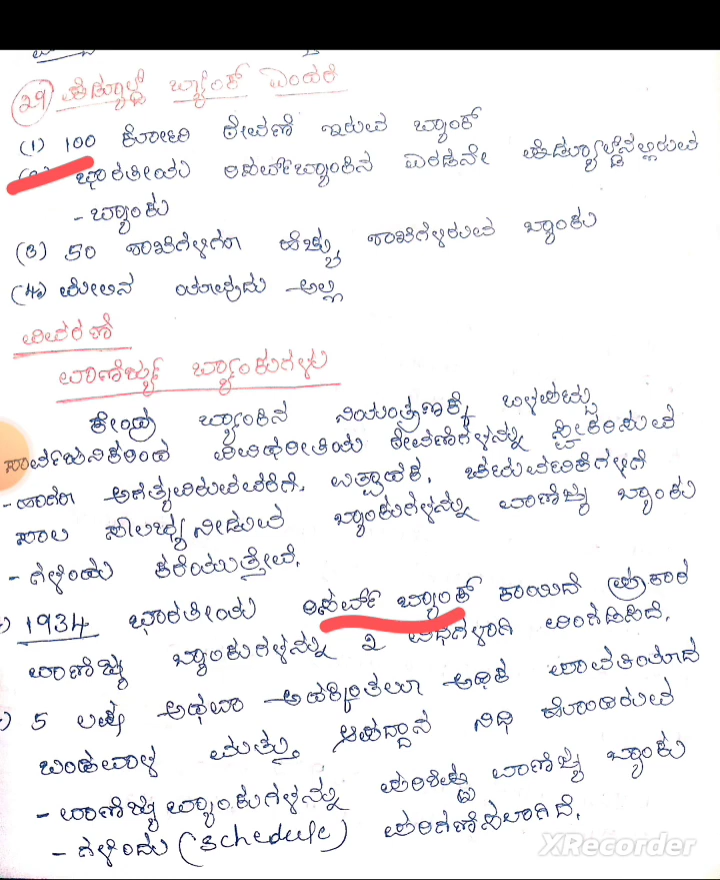 29) ಶೆಡ್ಯೂಲ್ಡ್ ಬ್ಯಾಂಕ್ ಎಂದರೆ
(1) 100 ಕೋಟಿ ಠೇವಣಿ ಇರುವ ಬ್ಯಾಂಕ್
ಭಾರತೀಯ ರಿಸರ್ವ್ ಬ್ಯಾಂಕಿನ ಎರಡನೇ ಶೆಡ್ಯೂಲ್ಡ್‌ನಲ್ಲಿರುವ
- ಬ್ಯಾಂಕು
(3) 50 ಶಾಖೆಗಳಿಗಿಂತ ಹೆಚ್ಚು ಶಾಖೆಗಳಿರುವ ಬ್ಯಾಂಕು
(4) ಮೇಲಿನ ಯಾವುದು ಅಲ್ಲ
ವಿವರಣೆ
ವಾಣಿಜ್ಯ ಬ್ಯಾಂಕುಗಳು
ಕೇಂದ್ರ ಬ್ಯಾಂಕಿನ ನಿಯಂತ್ರಣಕ್ಕೆ ಒಳಪಟ್ಟು
ಸಾರ್ವಜನಿಕರಿಂದ ವಿವಿಧ ರೀತಿಯ ಠೇವಣಿಗಳನ್ನು ಸ್ವೀಕರಿಸುವ
- ಹಾಗೂ ಅಗತ್ಯವಿರುವವರಿಗೆ, ಉತ್ಪಾದಕ, ಚಟುವಟಿಕೆಗಳಿಗೆ
ಸಾಲ ಸೌಲಭ್ಯ ನೀಡುವ ಬ್ಯಾಂಕುಗಳನ್ನು ವಾಣಿಜ್ಯ ಬ್ಯಾಂಕು
- ಗಳೆಂದು ಕರೆಯುತ್ತೇವೆ.
1934 ಭಾರತೀಯ ರಿಸರ್ವ್ ಬ್ಯಾಂಕ್ ಕಾಯಿದೆ ಪ್ರಕಾರ
ವಾಣಿಜ್ಯ ಬ್ಯಾಂಕುಗಳನ್ನು 2 ವಿಧಗಳಾಗಿ ವಿಂಗಡಿಸಿದೆ.
5 ಲಕ್ಷ ಅಥವಾ ಅದಕ್ಕಿಂತಲೂ ಅಧಿಕ ಪಾವತಿಯಾದ
ಬಂಡವಾಳ ಮತ್ತು ಆಪದ್ಧಾನ ನಿಧಿ ಹೊಂದಿರುವ
- ವಾಣಿಜ್ಯ ಬ್ಯಾಂಕುಗಳನ್ನು ಪರಿಶಿಷ್ಟ ವಾಣಿಜ್ಯ ಬ್ಯಾಂಕು
- ಗಳೆಂದು (Schedule) ಪರಿಗಣಿಸಲಾಗಿದೆ.
XRecorder